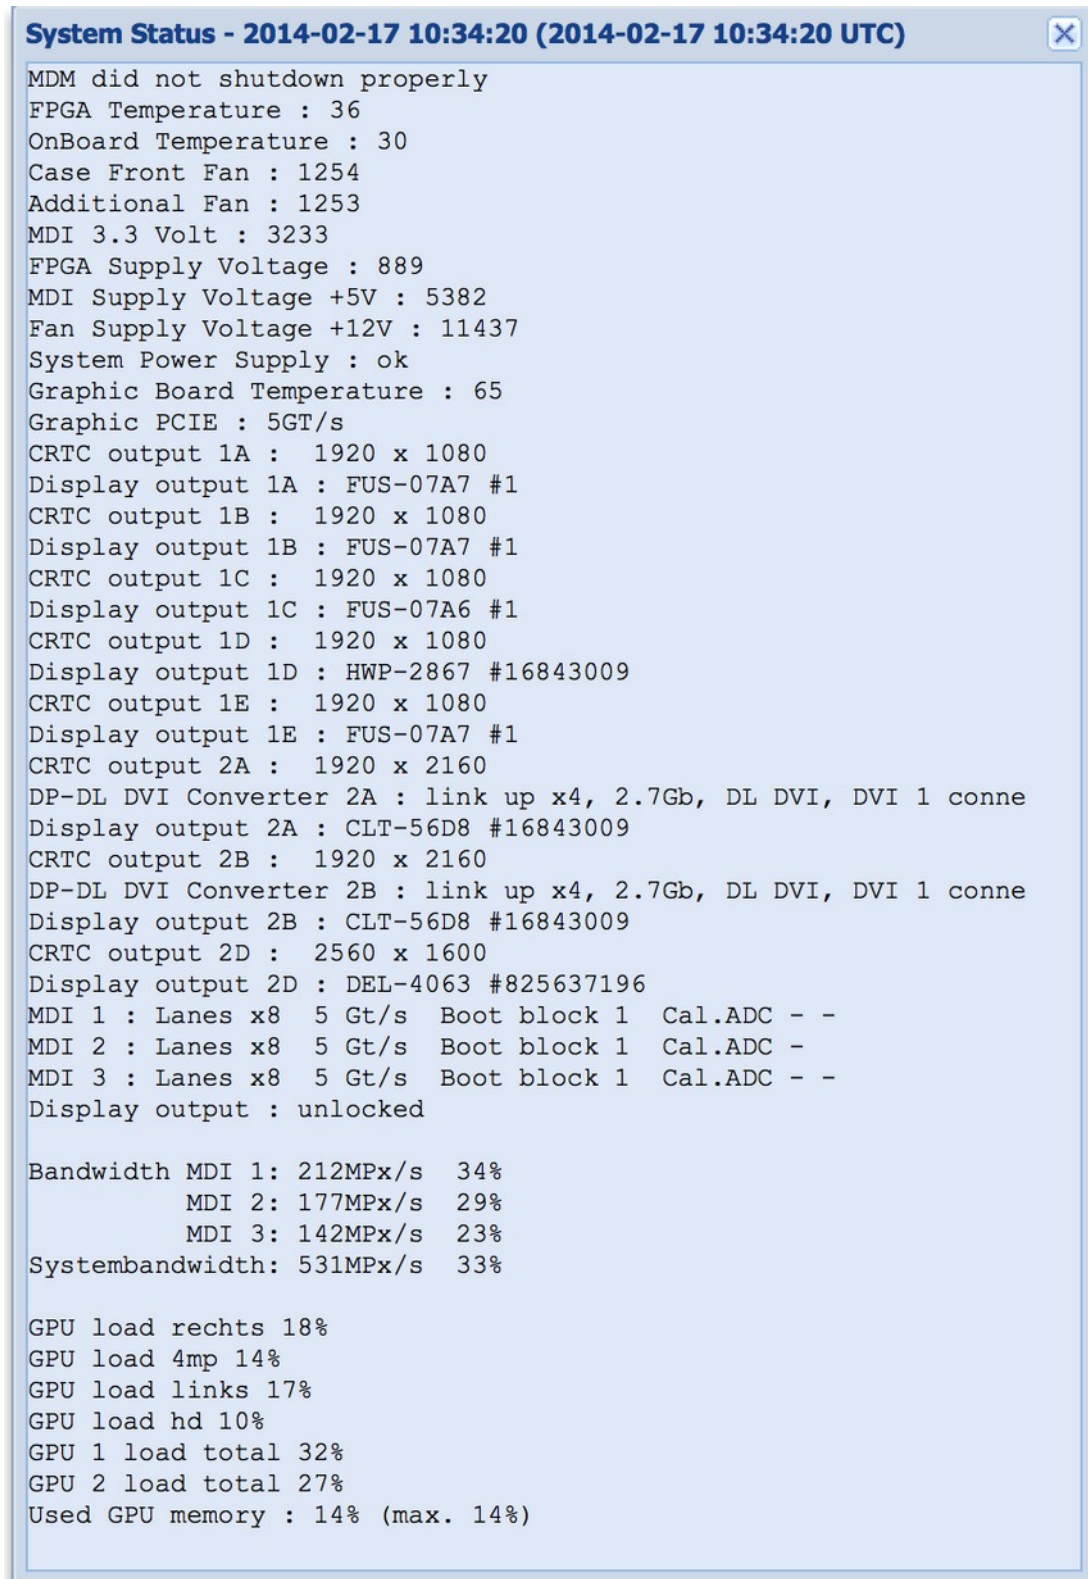 System Status - 2014-02-17 10:34:20 (2014-02-17 10:34:20 UTC)
MDM did not shutdown properly
FPGA Temperature : 36
OnBoard Temperature : 30
Case Front Fan : 1254
Additional Fan : 1253
MDI 3.3 Volt : 3233
FPGA Supply Voltage : 889
MDI Supply Voltage +5V : 5382
Fan Supply Voltage +12V : 11437
System Power Supply : ok
Graphic Board Temperature : 65
Graphic PCIE : 5GT/s
CRTC output 1A :  1920 x 1080
Display output 1A : FUS-07A7 #1
CRTC output 1B :  1920 x 1080
Display output 1B : FUS-07A7 #1
CRTC output 1C :  1920 x 1080
Display output 1C : FUS-07A6 #1
CRTC output 1D :  1920 x 1080
Display output 1D : HWP-2867 #16843009
CRTC output 1E :  1920 x 1080
Display output 1E : FUS-07A7 #1
CRTC output 2A :  1920 x 2160
DP-DL DVI Converter 2A : link up x4, 2.7Gb, DL DVI, DVI 1 conne
Display output 2A : CLT-56D8 #16843009
CRTC output 2B :  1920 x 2160
DP-DL DVI Converter 2B : link up x4, 2.7Gb, DL DVI, DVI 1 conne
Display output 2B : CLT-56D8 #16843009
CRTC output 2D :  2560 x 1600
Display output 2D : DEL-4063 #825637196
MDI 1 : Lanes x8  5 Gt/s  Boot block 1  Cal.ADC - -
MDI 2 : Lanes x8  5 Gt/s  Boot block 1  Cal.ADC -
MDI 3 : Lanes x8  5 Gt/s  Boot block 1  Cal.ADC - -
Display output : unlocked
Bandwidth MDI 1: 212MPx/s  34%
MDI 2: 177MPx/s  29%
MDI 3: 142MPx/s  23%
Systembandwidth: 531MPx/s  33%
GPU load rechts 18%
GPU load 4mp 14%
GPU load links 17%
GPU load hd 10%
GPU 1 load total 32%
GPU 2 load total 27%
Used GPU memory : 14% (max. 14%)